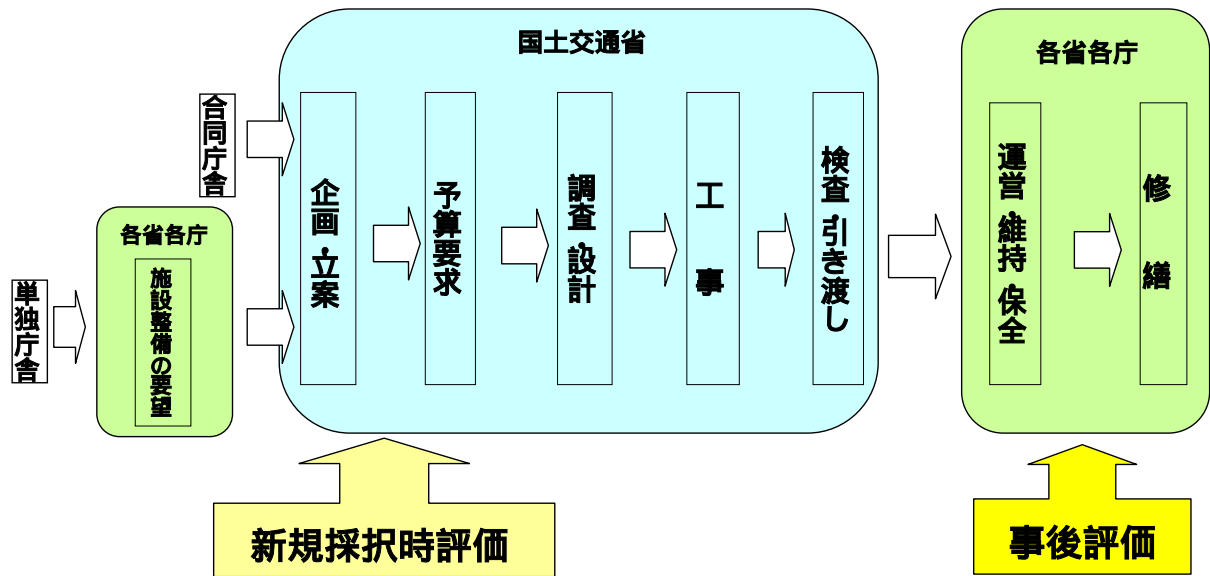 単独庁舎
各省各庁
施設整備の要望
合同庁舎
国土交通省
企画・立案
予算要求
調査・設計
工事
検査・引き渡し
各省各庁
運営・維持・保全
修繕
新規採択時評価
事後評価